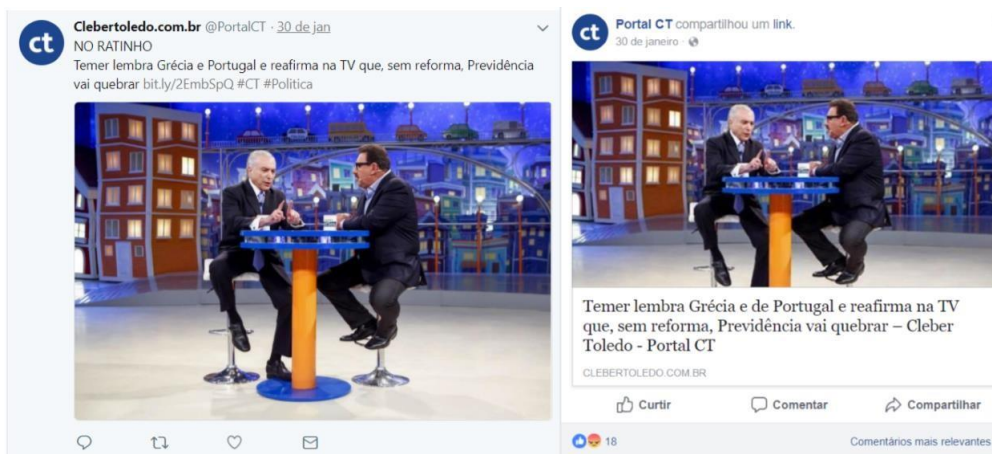 ct
Clebertoledo.com.br @PortalCT · 30 de jan
NO RATINHO
Temer lembra Grécia e Portugal e reafirma na TV que, sem reforma, Previdência
vai quebrar bit.ly/2EmbSpQ #CT #Politica
ct
Portal CT compartilhou um link.
30 de janeiro ·
Temer lembra Grécia e de Portugal e reafirma na TV
que, sem reforma, Previdência vai quebrar – Cleber
Toledo - Portal CT
CLEBERTOLEDO.COM.BR
Curtir Comentar Compartilhar
18 Comentários mais relevantes